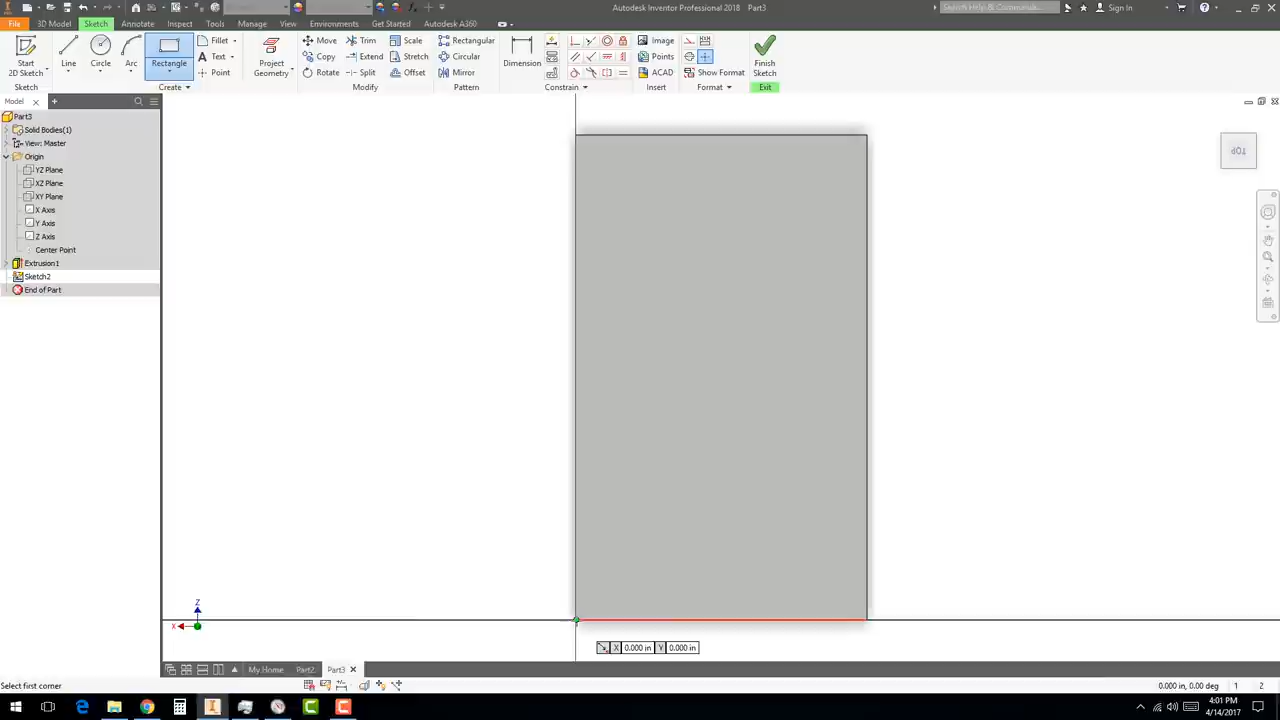 Autodesk Inventor Professional 2018 Part3
Search Help & Commands...
Sign In
File 3D Model Sketch Annotate Inspect Tools Manage View Environments Get Started Autodesk A360
Start
2D Sketch
Line
Circle
Arc
Rectangle
Fillet
Text
Point
Project
Geometry
Move
Copy
Rotate
Trim
Extend
Split
Scale
Stretch
Offset
Rectangular
Circular
Mirror
Dimension
Image
Points
ACAD
Show Format
Finish
Sketch
Sketch Create Modify Pattern Constrain Insert Format Exit
Model
Part3
Solid Bodies(1)
View: Master
Origin
YZ Plane
XZ Plane
XY Plane
X Axis
Y Axis
Z Axis
Center Point
Extrusion1
Sketch2
End of Part
TOP
Z
X
X 0.000 in Y 0.000 in
My Home Part2 Part3
Select first corner
0.000 in, 0.00 deg 1 2
4:01 PM
4/14/2017